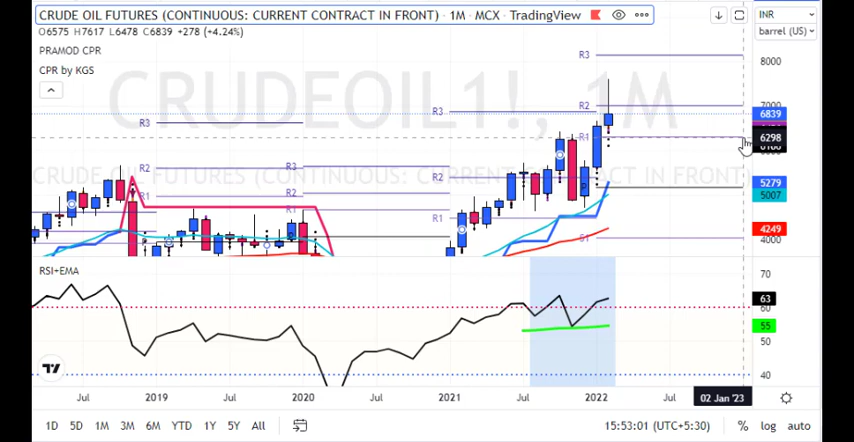 CRUDE OIL FUTURES (CONTINUOUS: CURRENT CONTRACT IN FRONT) · 1M · MCX · TradingView
O6575 H7617 L6478 C6839 +278 (+4.24%)
PRAMOD CPR
CPR by KGS
INR
barrel (US)
CRUDEOIL1!, 1M
CRUDE OIL FUTURES (CONTINUOUS: CURRENT CONTRACT IN FRONT)
R3
8000
R3
R2
7000
6839
R3
R1
6298
R2
R3
R2
R2
5279
R1
5007
R1
R1
P
P
S1
4249
4000
RSI+EMA
70
63
60
55
50
40
Jul
2019
Jul
2020
Jul
2021
Jul
2022
02 Jan '23
1D 5D 1M 3M 6M YTD 1Y 5Y All
15:53:01 (UTC+5:30)
% log auto